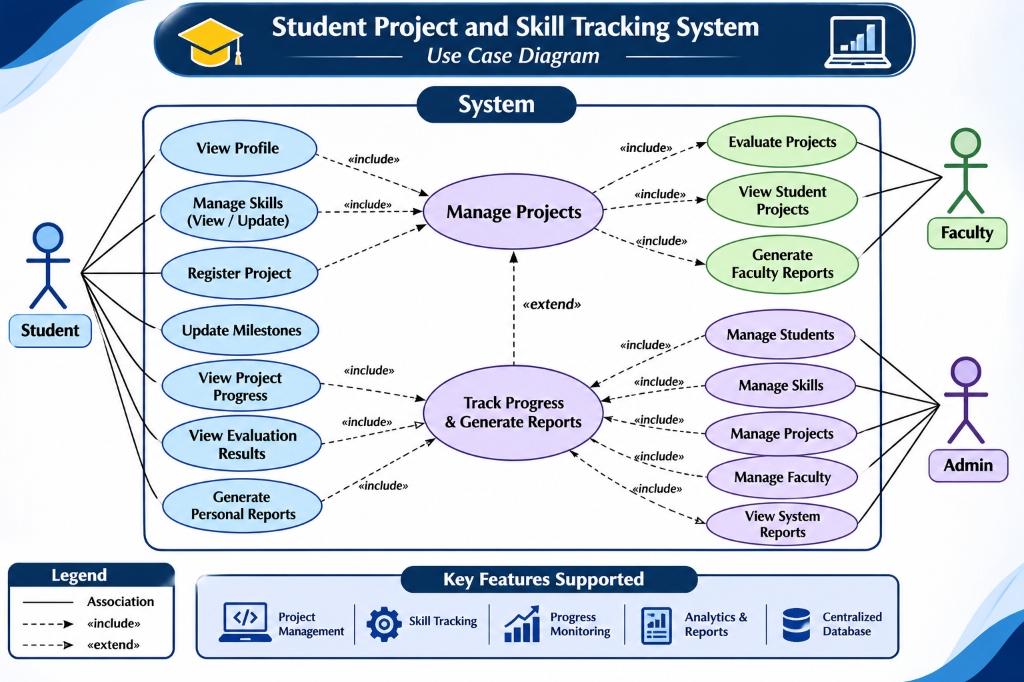 Student Project and Skill Tracking System
Use Case Diagram
System
View Profile
Manage Skills
(View / Update)
Register Project
Update Milestones
View Project
Progress
View Evaluation
Results
Generate
Personal Reports
Student
«include»
«include»
Manage Projects
«extend»
«include»
«include»
«include»
Track Progress
& Generate Reports
«include»
«include»
«include»
Evaluate Projects
View Student
Projects
Generate
Faculty Reports
Faculty
«include»
«include»
«include»
«include»
Manage Students
Manage Skills
Manage Projects
Manage Faculty
View System
Reports
Admin
Legend
Association
«include»
«extend»
Key Features Supported
</>
Project
Management
Skill Tracking
Progress
Monitoring
Analytics &
Reports
Centralized
Database